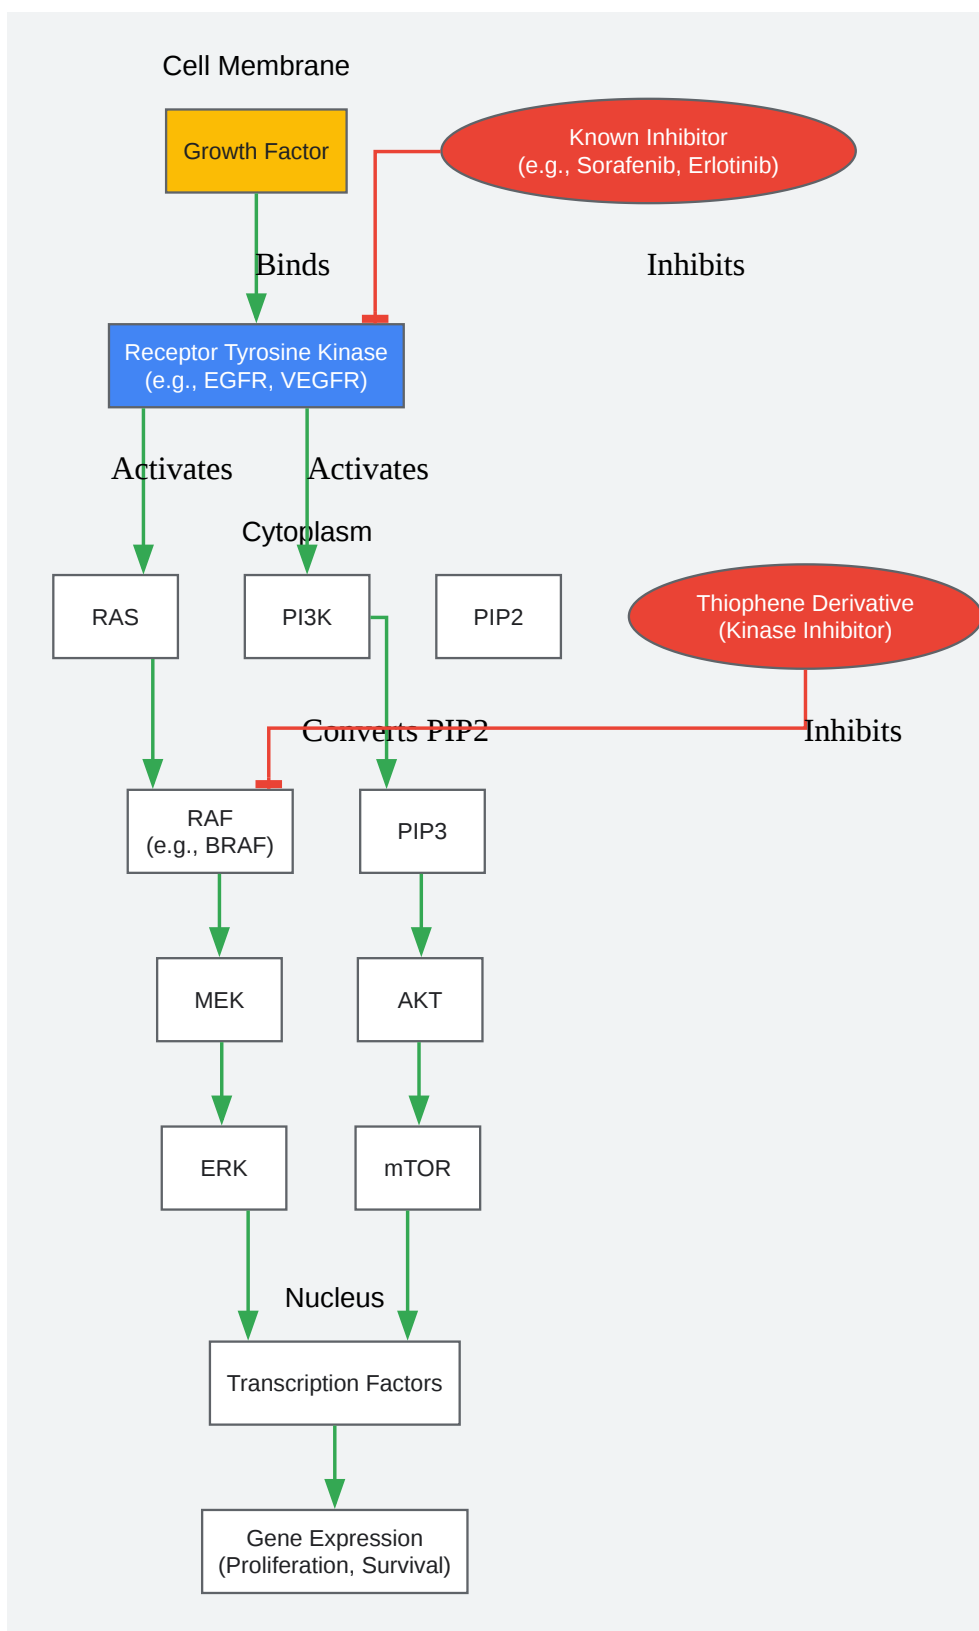 Cell Membrane
Growth Factor
Known Inhibitor
(e.g., Sorafenib, Erlotinib)
Binds
Inhibits
Receptor Tyrosine Kinase
(e.g., EGFR, VEGFR)
Activates
Activates
Cytoplasm
RAS
PI3K
PIP2
Thiophene Derivative
(Kinase Inhibitor)
Converts PIP2
Inhibits
RAF
(e.g., BRAF)
PIP3
MEK
AKT
ERK
mTOR
Nucleus
Transcription Factors
Gene Expression
(Proliferation, Survival)